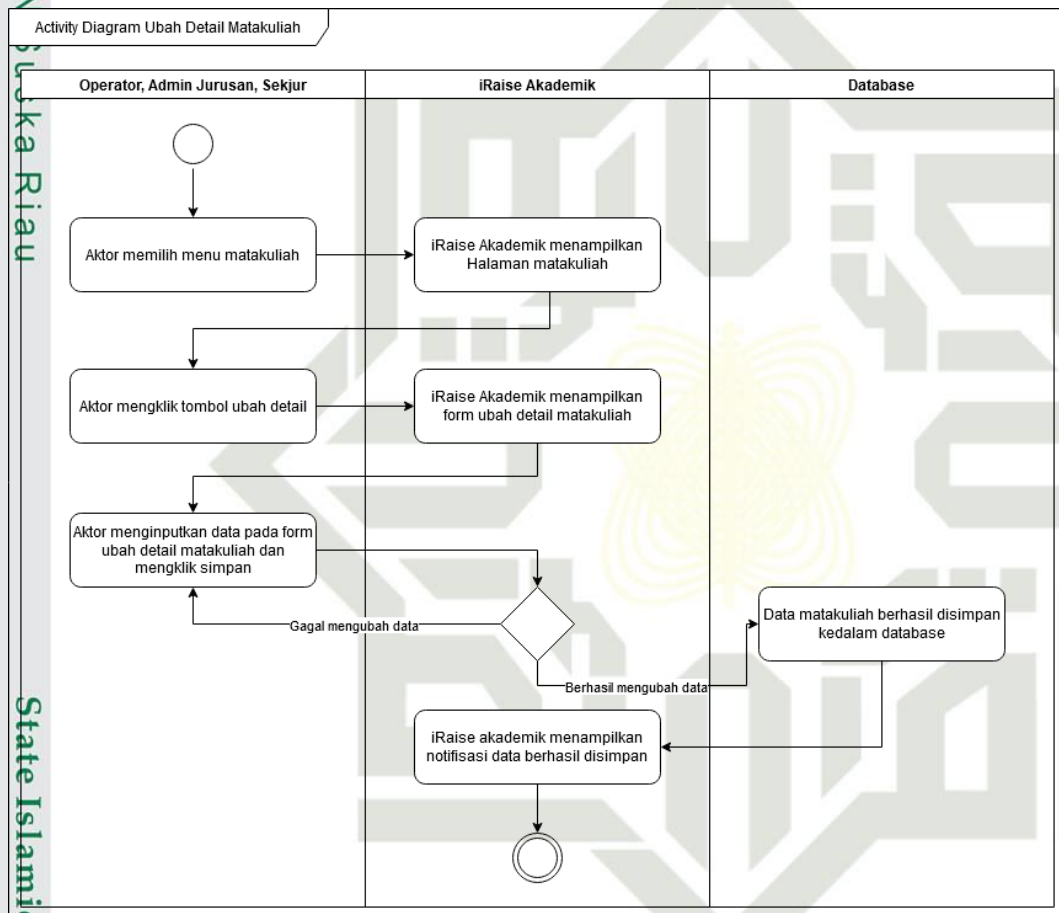 Activity Diagram Ubah Detail Matakuliah
Operator, Admin Jurusan, Sekjur
iRaise Akademik
Database
Aktor memilih menu matakuliah
iRaise Akademik menampilkan
Halaman matakuliah
Aktor mengklik tombol ubah detail
iRaise Akademik menampilkan
form ubah detail matakuliah
Aktor menginputkan data pada form
ubah detail matakuliah dan
mengklik simpan
Gagal mengubah data
Data matakuliah berhasil disimpan
kedalam database
Berhasil mengubah data
iRaise akademik menampilkan
notifisasi data berhasil disimpan
Suska Riau
State Islamic